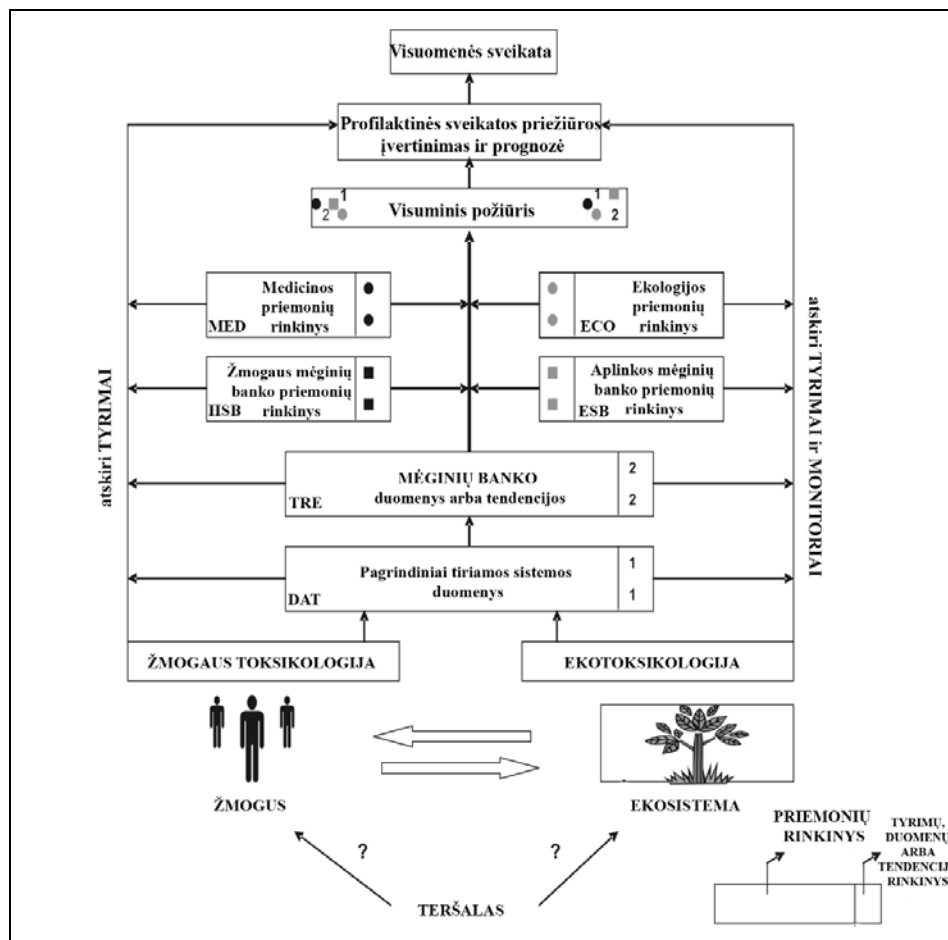 Visuomenės sveikata
Profilaktinės sveikatos priežiūros
įvertinimas ir prognozė
1
2
Visuminis požiūris
1
2
Medicinos
priemonių
MED
rinkinys
Ekologijos
priemonių
ECO
rinkinys
Žmogaus mėginių
banko priemonių
IISB
rinkinys
Aplinkos mėginių
banko priemonių
ESB
rinkinys
atskiri TYRIMAI
atskiri TYRIMAI ir MONITORIAI
MĖGINIŲ BANKO
duomenys arba tendencijos
TRE
2
2
Pagrindiniai tiriamos sistemos
duomenys
DAT
1
1
ŽMOGAUS TOKSIKOLOGIJA
EKOTOKSIKOLOGIJA
ŽMOGUS
EKOSISTEMA
?
?
TERŠALAS
PRIEMONIŲ
RINKINYS
TYRIMŲ,
DUOMENŲ
ARBA
TENDENCIJ
RINKINYS